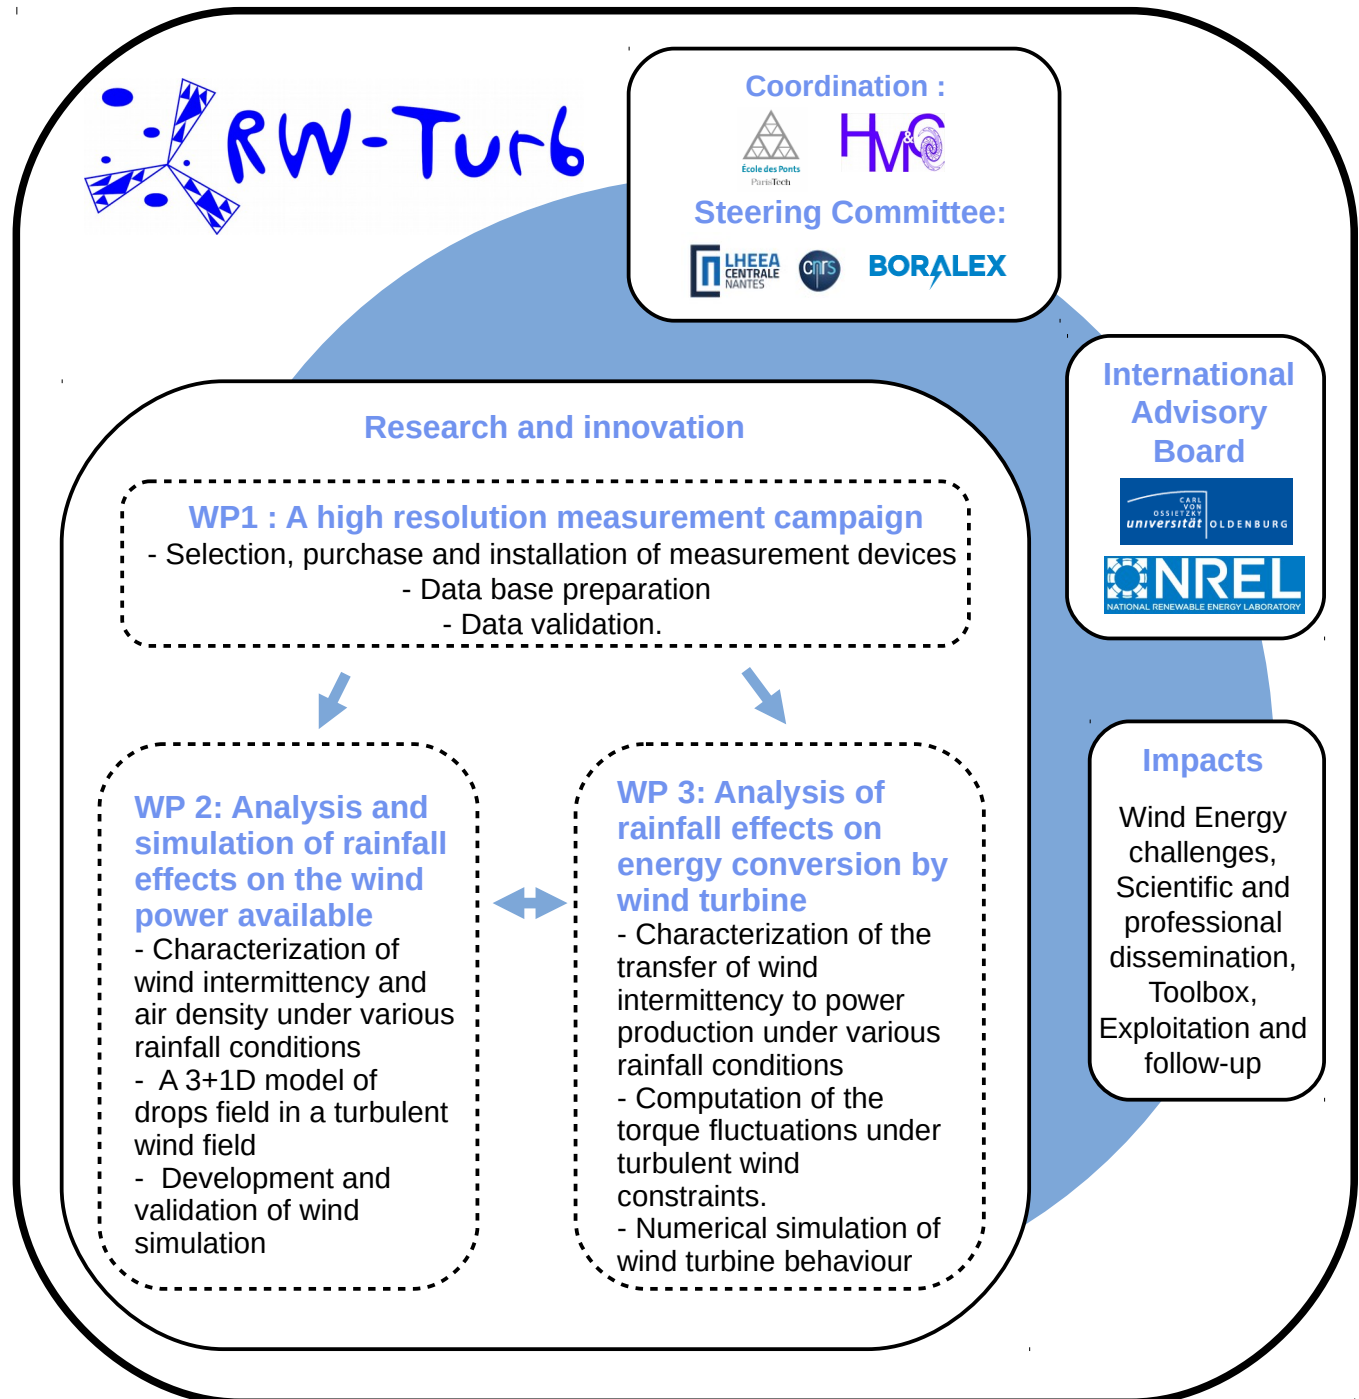 RW-Turb
Coordination :
École des Ponts
ParisTech
HM&C
Steering Committee:
LHEEA
CENTRALE
NANTES
cnrs
BORALEX
International
Advisory
Board
CARL
VON
OSSIETZKY
universität OLDENBURG
NREL
NATIONAL RENEWABLE ENERGY LABORATORY
Research and innovation
WP1 : A high resolution measurement campaign
- Selection, purchase and installation of measurement devices
- Data base preparation
- Data validation.
WP 2: Analysis and
simulation of rainfall
effects on the wind
power available
- Characterization of
wind intermittency and
air density under various
rainfall conditions
- A 3+1D model of
drops field in a turbulent
wind field
- Development and
validation of wind
simulation
WP 3: Analysis of
rainfall effects on
energy conversion by
wind turbine
- Characterization of the
transfer of wind
intermittency to power
production under various
rainfall conditions
- Computation of the
torque fluctuations under
turbulent wind
constraints.
- Numerical simulation of
wind turbine behaviour
Impacts
Wind Energy
challenges,
Scientific and
professional
dissemination,
Toolbox,
Exploitation and
follow-up